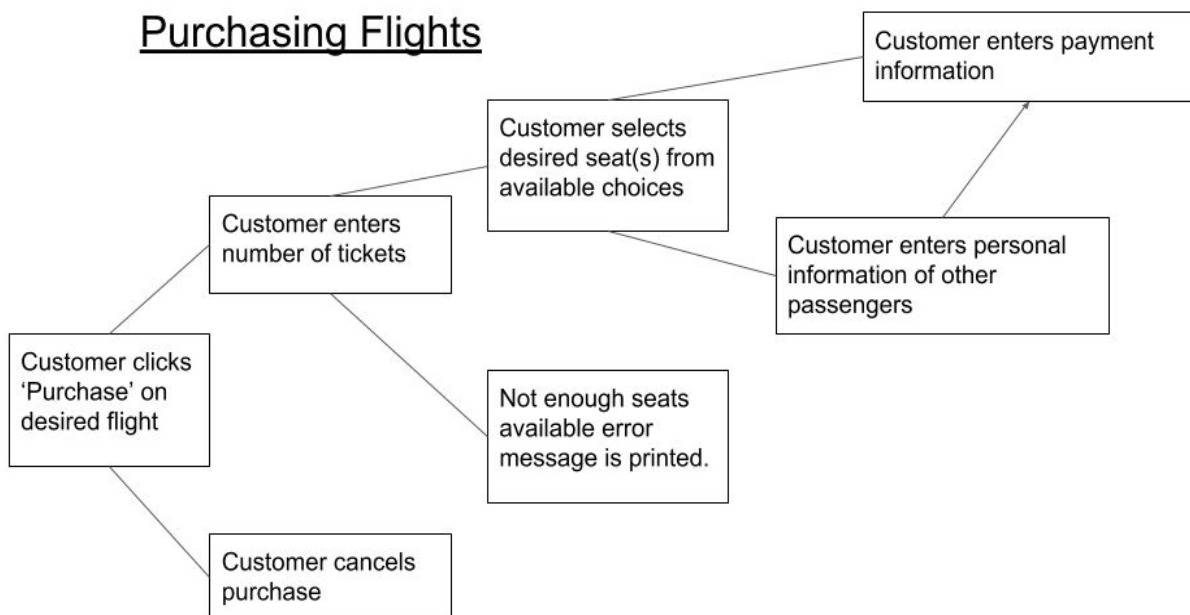 Purchasing Flights
Customer enters payment
information
Customer selects
desired seat(s) from
available choices
Customer enters
number of tickets
Customer enters personal
information of other
passengers
Customer clicks
‘Purchase’ on
desired flight
Not enough seats
available error
message is printed.
Customer cancels
purchase